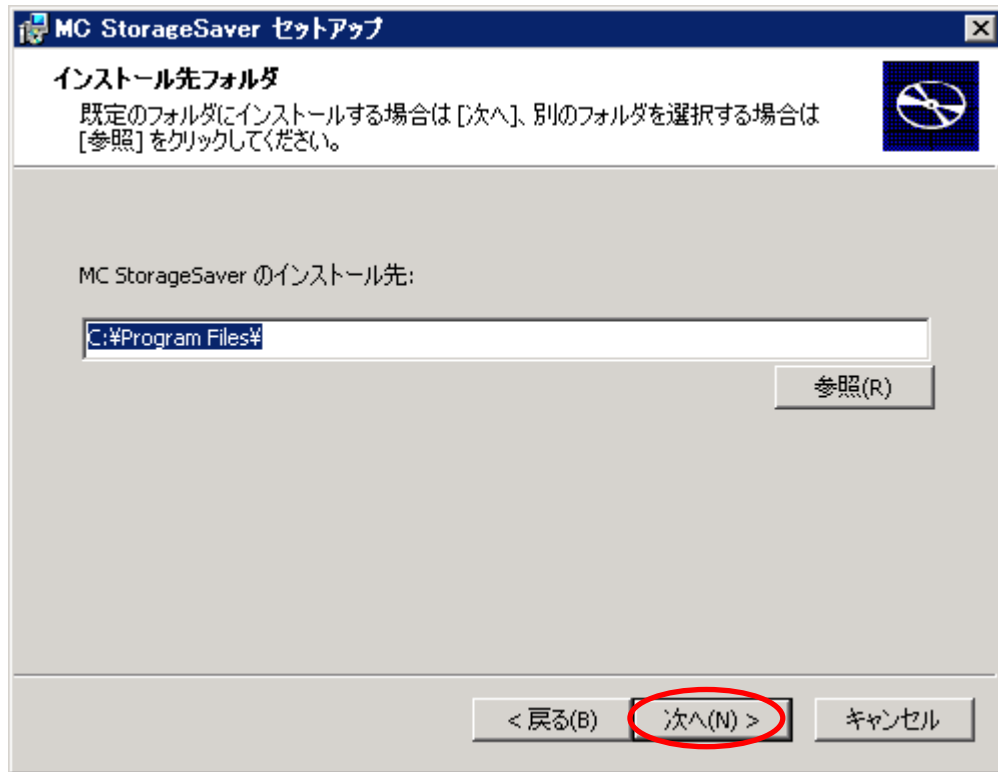 MC StorageSaver セットアップ
インストール先フォルダ
既定のフォルダにインストールする場合は [次へ]、別のフォルダを選択する場合は
[参照] をクリックしてください。
MC StorageSaver のインストール先:
C:¥Program Files¥
参照(R)
< 戻る(B)
次へ(N) >
キャンセル